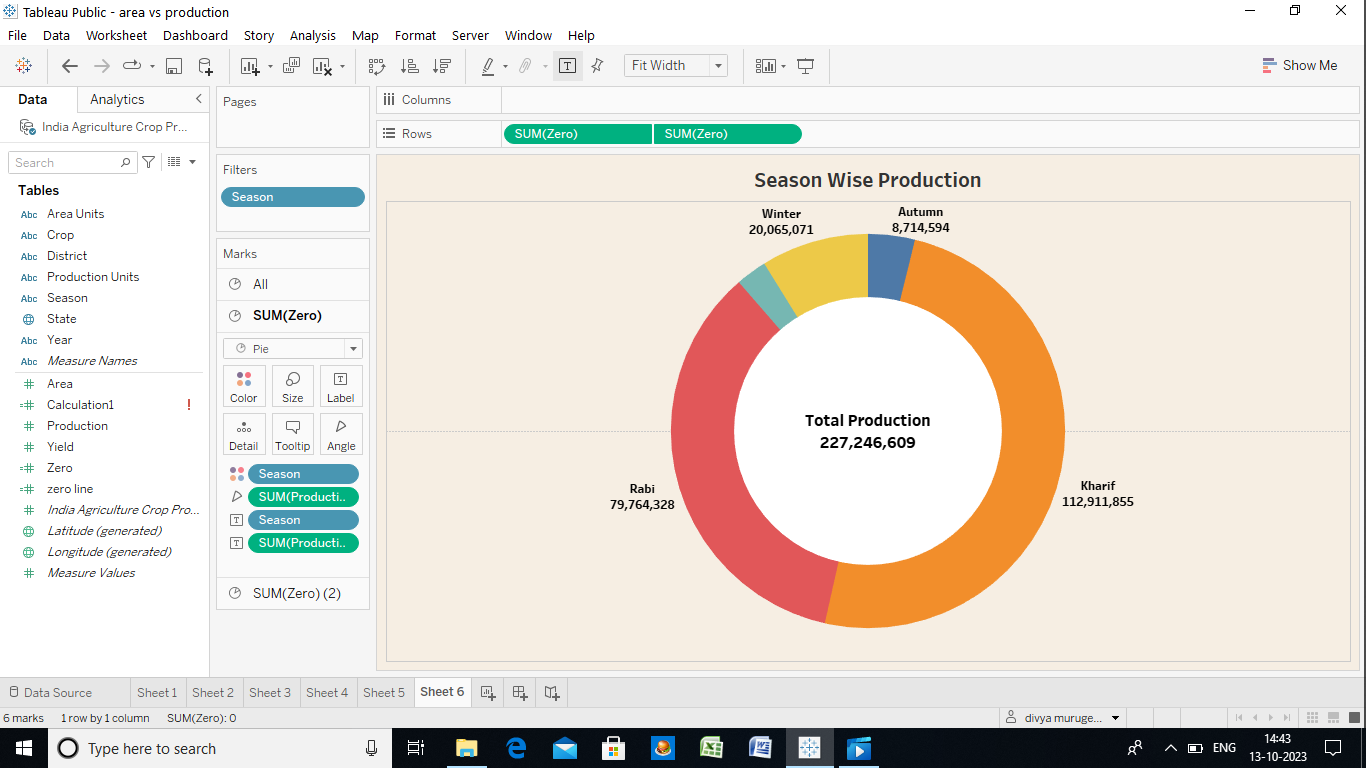 Tableau Public - area vs production
File Data Worksheet Dashboard Story Analysis Map Format Server Window Help
Fit Width
Show Me
Data Analytics
India Agriculture Crop Pr...
Search
Tables
Abc Area Units
Abc Crop
Abc District
Abc Production Units
Abc Season
State
Abc Year
Abc Measure Names
Area
Calculation1 !
Production
Yield
Zero
zero line
India Agriculture Crop Pro...
Latitude (generated)
Longitude (generated)
Measure Values
Pages
Filters
Season
Marks
All
SUM(Zero)
Pie
Color Size Label
Detail Tooltip Angle
Season
SUM(Producti..
Season
SUM(Producti..
SUM(Zero) (2)
Columns
Rows SUM(Zero) SUM(Zero)
Season Wise Production
Winter
20,065,071
Autumn
8,714,594
Total Production
227,246,609
Rabi
79,764,328
Kharif
112,911,855
Data Source Sheet 1 Sheet 2 Sheet 3 Sheet 4 Sheet 5 Sheet 6
6 marks 1 row by 1 column SUM(Zero): 0
divya muruge...
Type here to search
ENG
14:43
13-10-2023